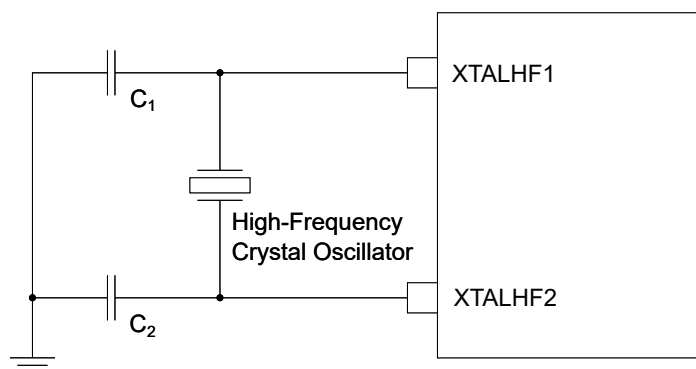 XTALHF1
C₁
High-Frequency
Crystal Oscillator
XTALHF2
C₂